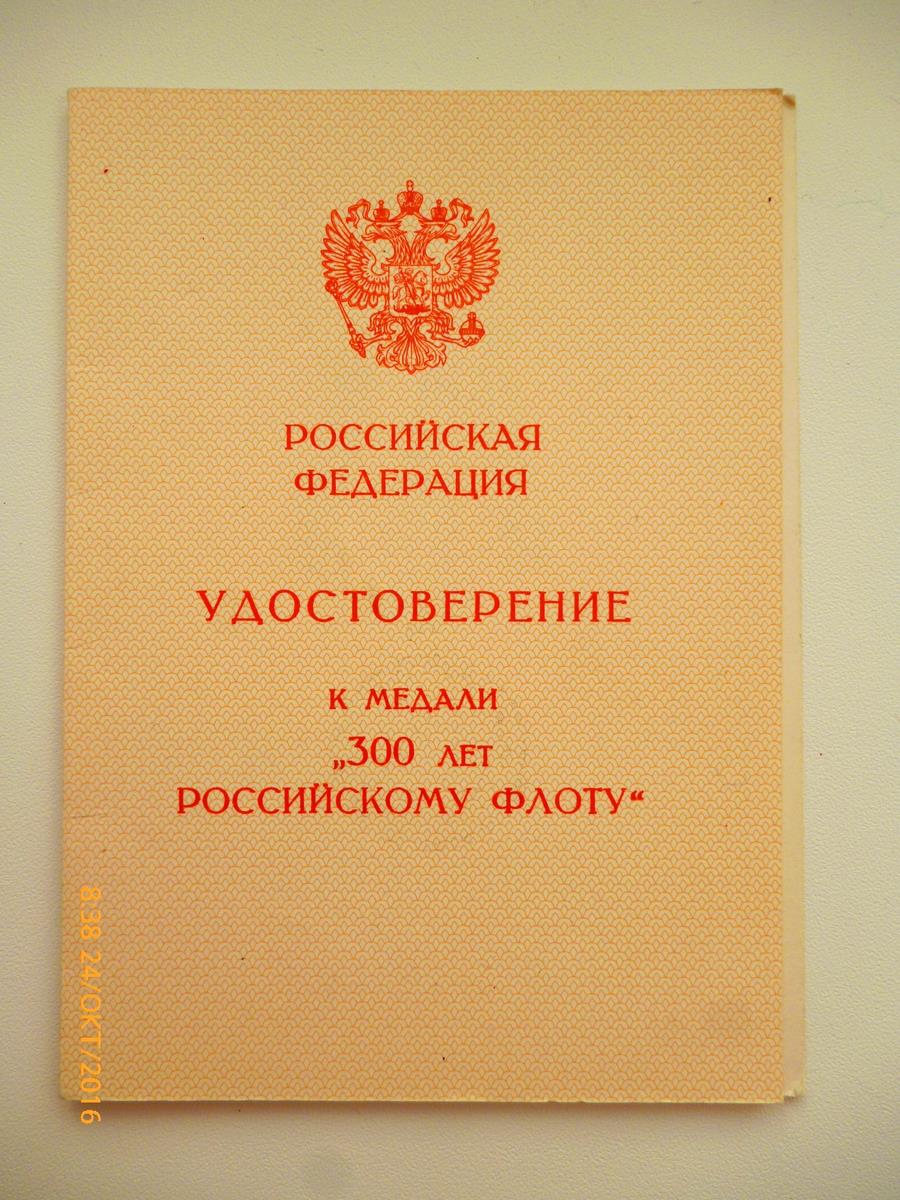 РОССИЙСКАЯ
ФЕДЕРАЦИЯ
УДОСТОВЕРЕНИЕ
К МЕДАЛИ
„300 ЛЕТ
РОССИЙСКОМУ ФЛОТУ“
8:38 24/ОКТ/2016